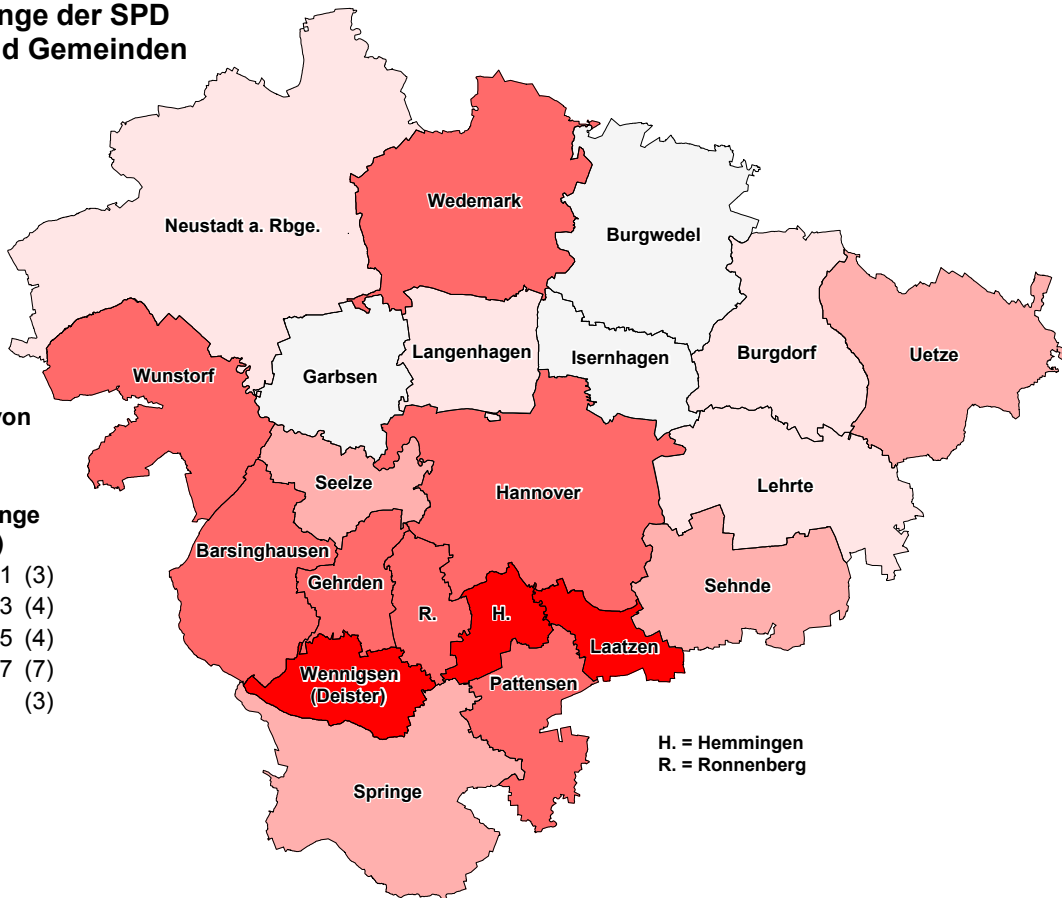 nge der SPD
d Gemeinden
Wedemark
Neustadt a. Rbge.
Burgwedel
Langenhagen
Isernhagen
Burgdorf
Uetze
Wunstorf
Garbsen
von
Seelze
Hannover
Lehrte
nge
)
Barsinghausen
1 (3)
Gehrden
Sehnde
3 (4)
R.
H.
5 (4)
Laatzen
7 (7)
Wennigsen
(Deister)
Pattensen
(3)
H. = Hemmingen
R. = Ronnenberg
Springe